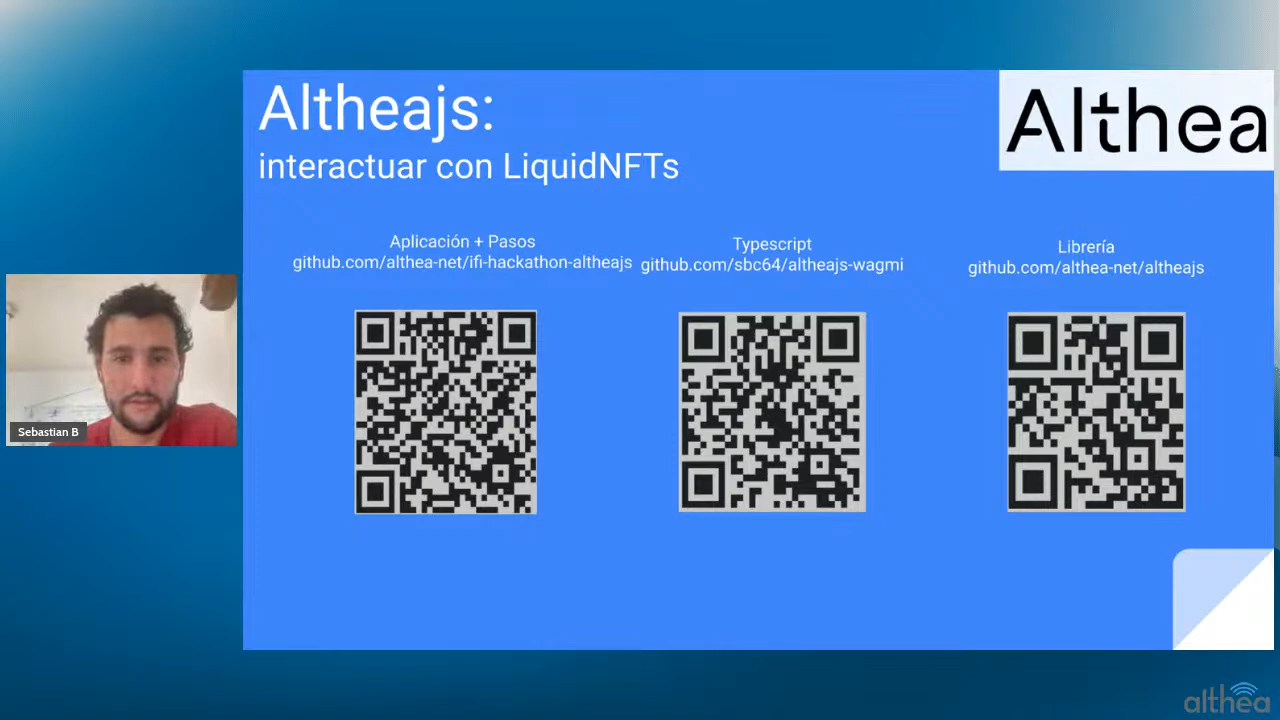 Altheajs:
interactuar con LiquidNFTs
Althea
Aplicación + Pasos
github.com/althea-net/ifi-hackathon-altheajs
Typescript
github.com/sbc64/altheajs-wagmi
Librería
github.com/althea-net/altheajs
Sebastian B
althea